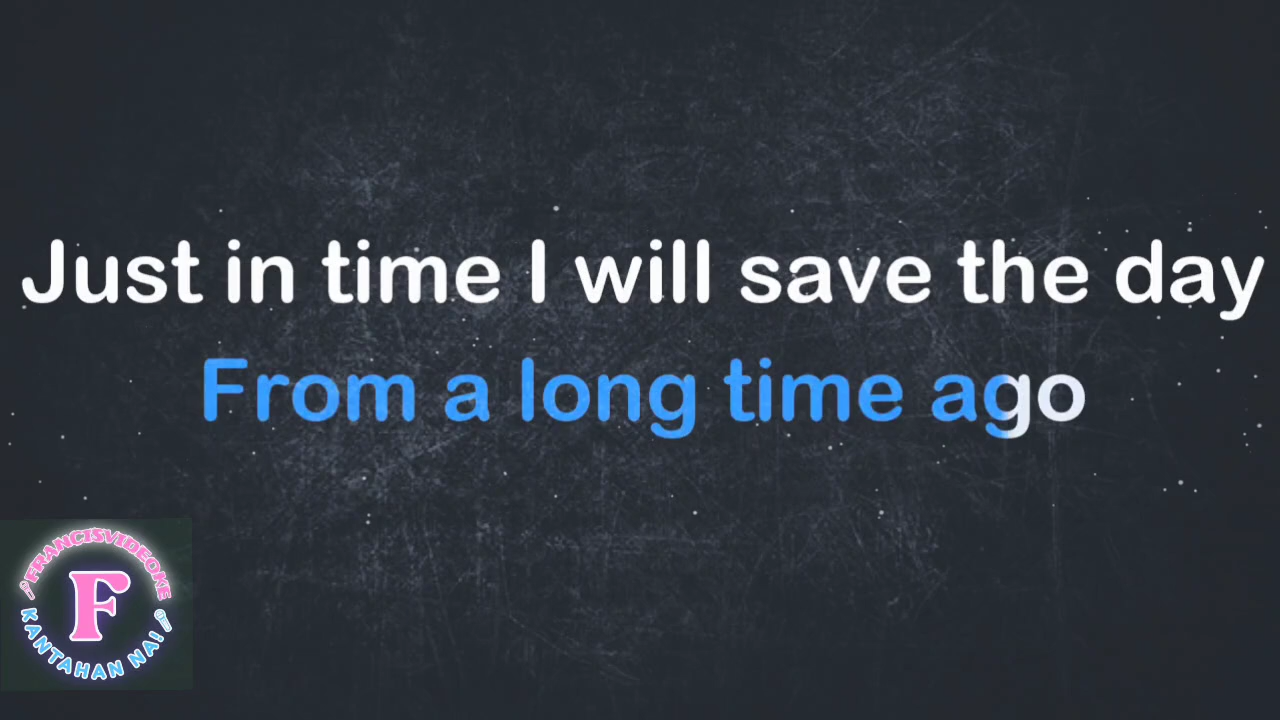 Just in time I will save the day
From a long time ago
FRANCISVIDEOKE
F
KANTAHAN NA!